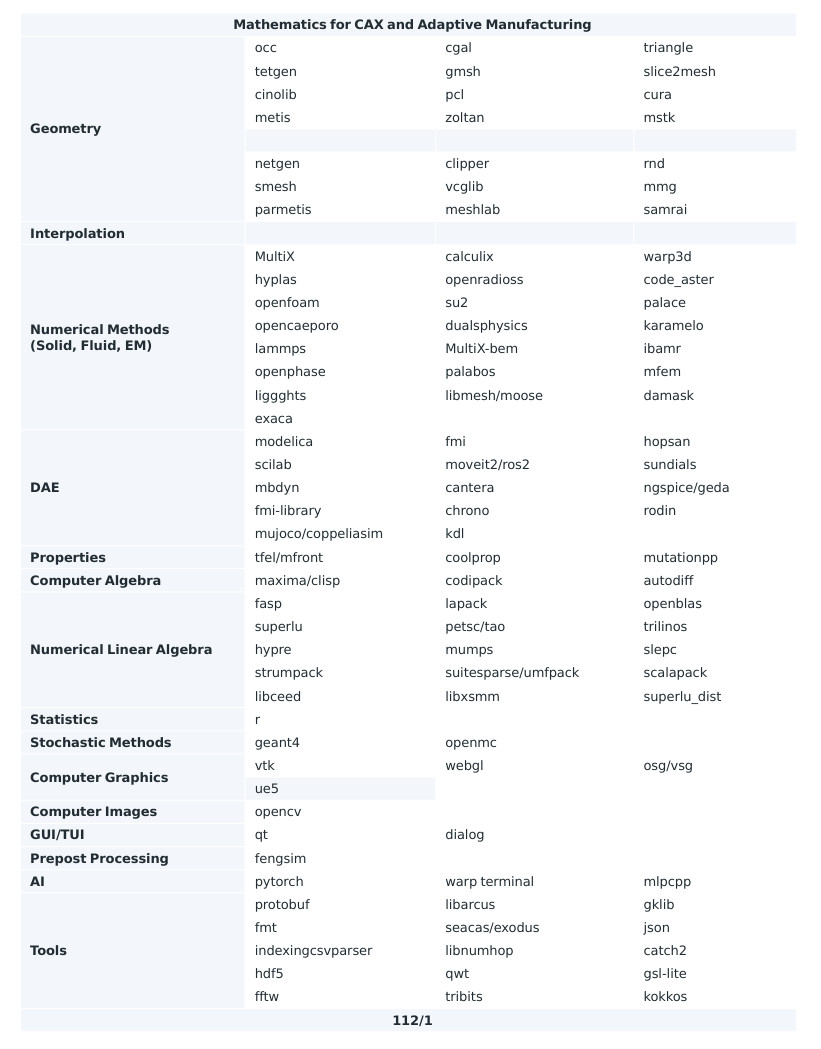 Mathematics for CAX and Adaptive Manufacturing
Geometry
occ cgal triangle
tetgen gmsh slice2mesh
cinolib pcl cura
metis zoltan mstk
netgen clipper rnd
smesh vcglib mmg
parmetis meshlab samrai
Interpolation
Numerical Methods
(Solid, Fluid, EM)
MultiX calculix warp3d
hyplas openradioss code_aster
openfoam su2 palace
opencaeporo dualsphysics karamelo
lammps MultiX-bem ibamr
openphase palabos mfem
liggghts libmesh/moose damask
exaca
DAE
modelica fmi hopsan
scilab moveit2/ros2 sundials
mbdyn cantera ngspice/geda
fmi-library chrono rodin
mujoco/coppeliasim kdl
Properties tfel/mfront coolprop mutationpp
Computer Algebra maxima/clisp codipack autodiff
Numerical Linear Algebra
fasp lapack openblas
superlu petsc/tao trilinos
hypre mumps slepc
strumpack suitesparse/umfpack scalapack
libceed libxsmm superlu_dist
Statistics r
Stochastic Methods geant4 openmc
Computer Graphics
vtk webgl osg/vsg
ue5
Computer Images opencv
GUI/TUI qt dialog
Prepost Processing fengsim
AI pytorch warp terminal mlpcpp
Tools
protobuf libarcus gklib
fmt seacas/exodus json
indexingcsvparser libnumhop catch2
hdf5 qwt gsl-lite
fftw tribits kokkos
112/1